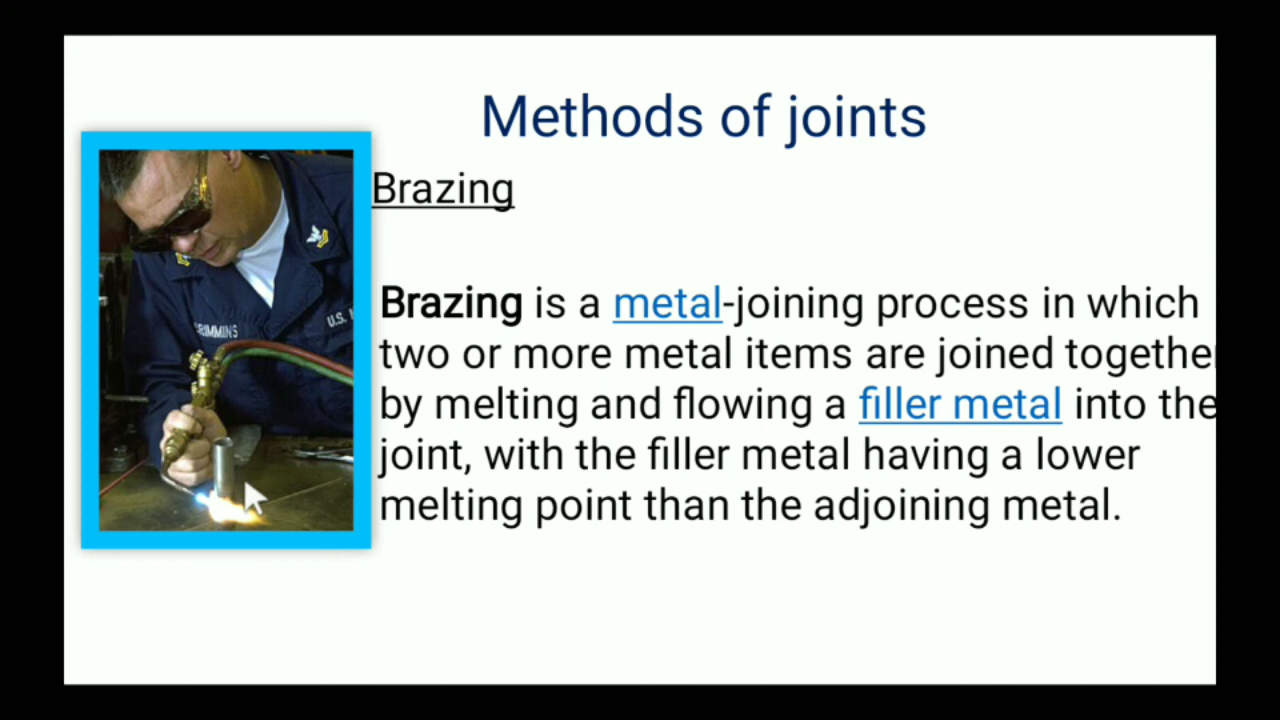 Methods of joints
Brazing
Brazing is a metal-joining process in which
two or more metal items are joined together
by melting and flowing a filler metal into the
joint, with the filler metal having a lower
melting point than the adjoining metal.
U.S.